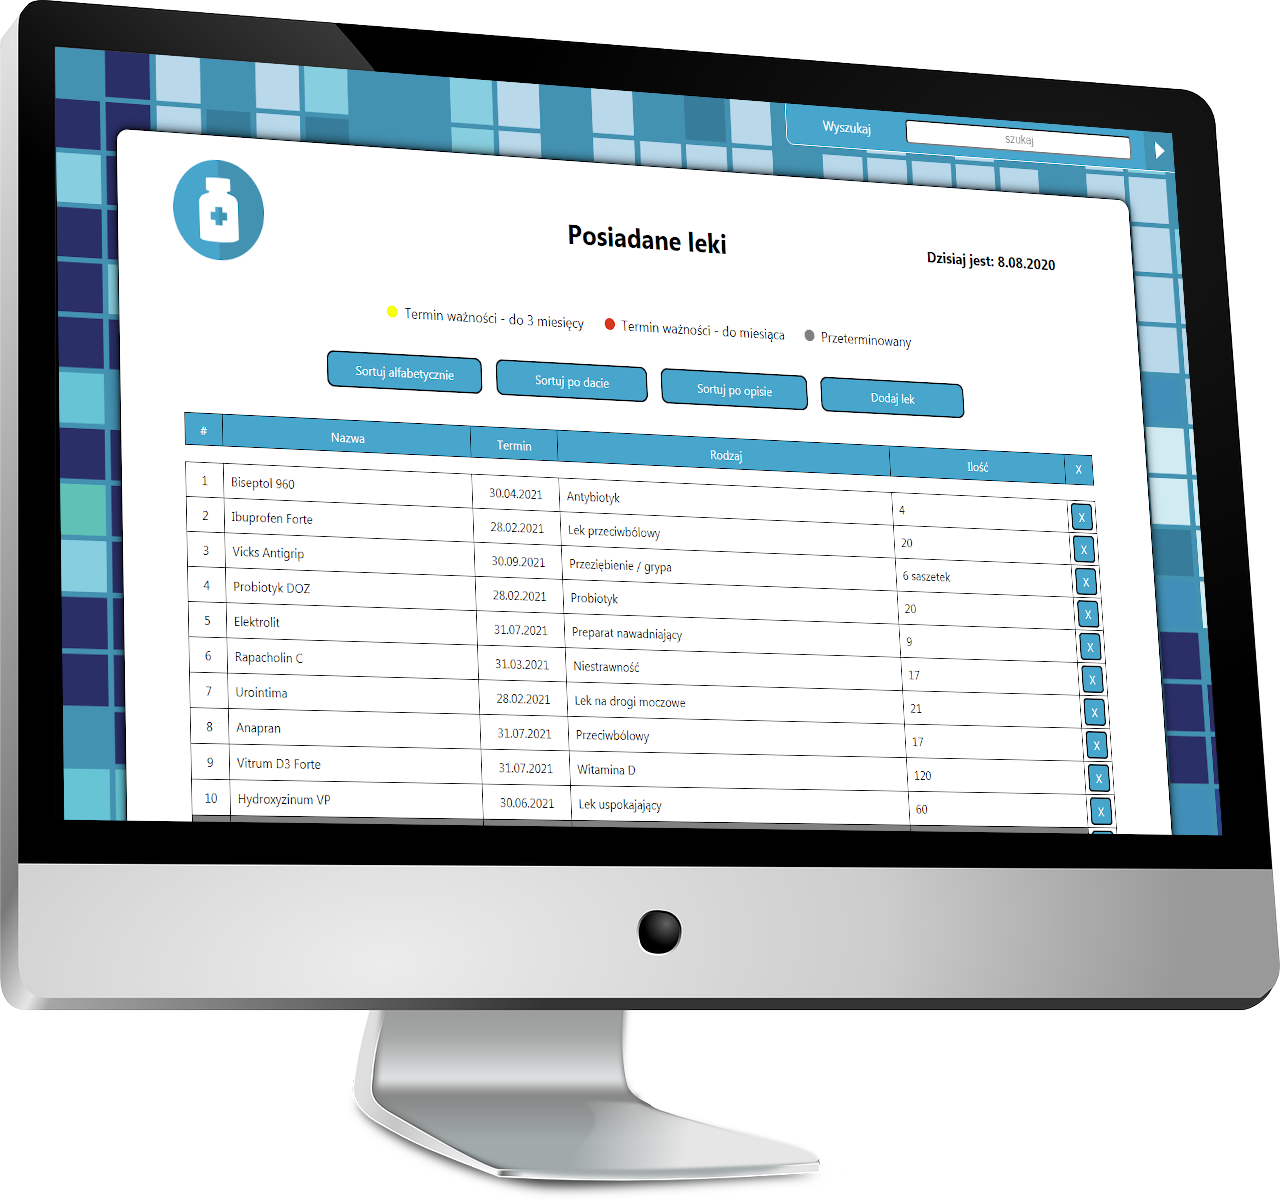 Wyszukaj szukaj
Posiadane leki
Dzisiaj jest: 8.08.2020
Termin ważności - do 3 miesięcy Termin ważności - do miesiąca Przeterminowany
Sortuj alfabetycznie Sortuj po dacie Sortuj po opisie Dodaj lek
# Nazwa Termin Rodzaj Ilość X
1 Biseptol 960 30.04.2021 Antybiotyk 4 X
2 Ibuprofen Forte 28.02.2021 Lek przeciwbólowy 20 X
3 Vicks Antigrip 30.09.2021 Przeziębienie / grypa 6 saszetek X
4 Probiotyk DOZ 28.02.2021 Probiotyk 20 X
5 Elektrolit 31.07.2021 Preparat nawadniający 9 X
6 Rapacholin C 31.03.2021 Niestrawność 17 X
7 Urointima 28.02.2021 Lek na drogi moczowe 21 X
8 Anapran 31.07.2021 Przeciwbólowy 17 X
9 Vitrum D3 Forte 31.07.2021 Witamina D 120 X
10 Hydroxyzinum VP 30.06.2021 Lek uspokajający 60 X